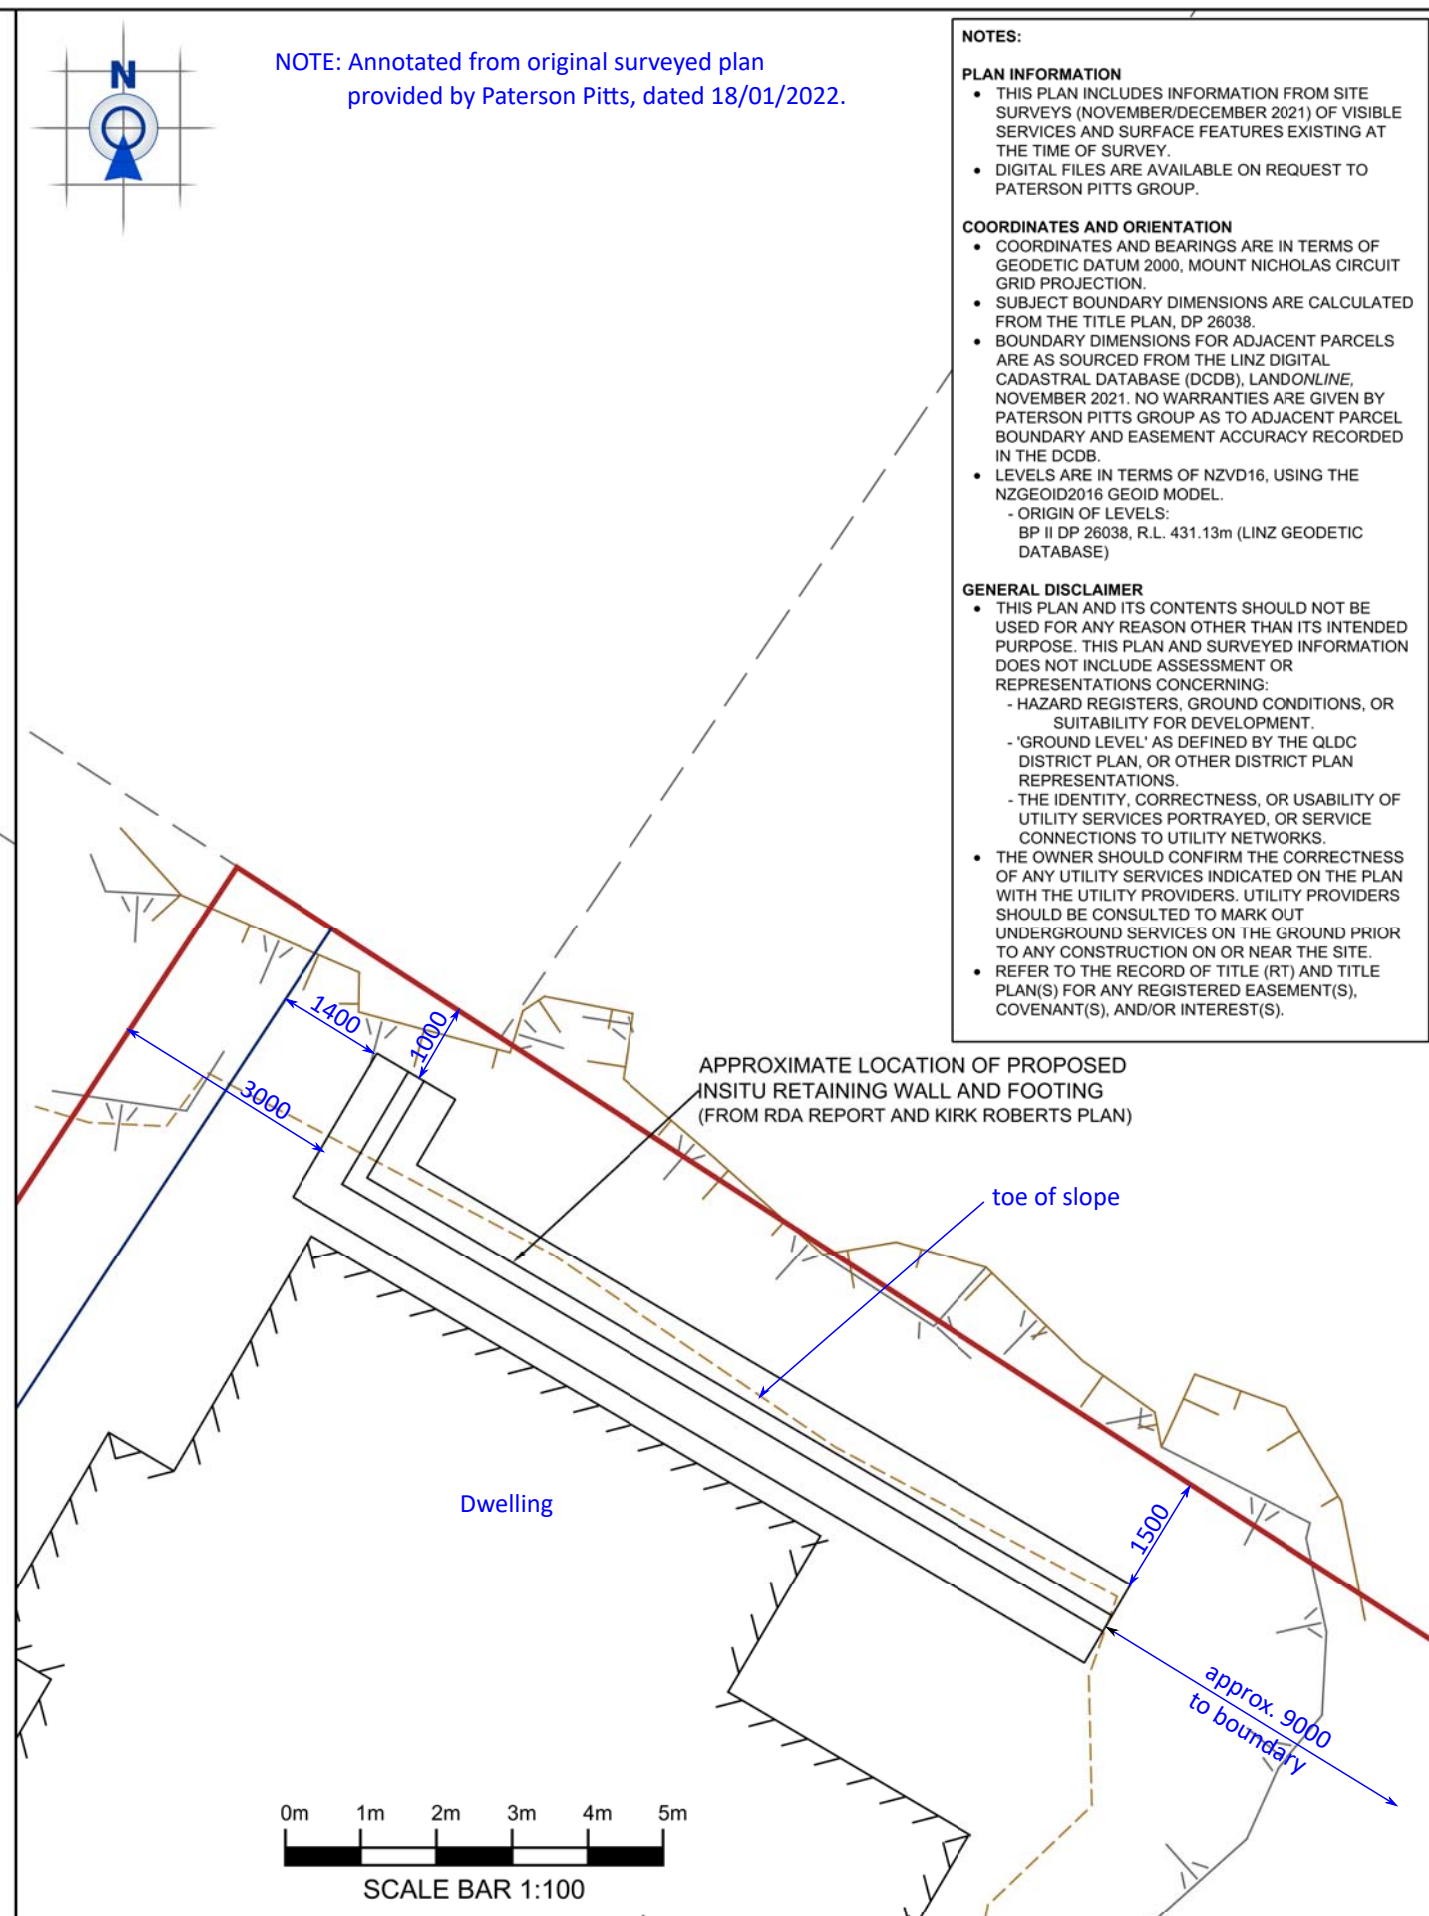 N
NOTE: Annotated from original surveyed plan
provided by Paterson Pitts, dated 18/01/2022.
NOTES:
PLAN INFORMATION
• THIS PLAN INCLUDES INFORMATION FROM SITE
SURVEYS (NOVEMBER/DECEMBER 2021) OF VISIBLE
SERVICES AND SURFACE FEATURES EXISTING AT
THE TIME OF SURVEY.
• DIGITAL FILES ARE AVAILABLE ON REQUEST TO
PATERSON PITTS GROUP.
COORDINATES AND ORIENTATION
• COORDINATES AND BEARINGS ARE IN TERMS OF
GEODETIC DATUM 2000, MOUNT NICHOLAS CIRCUIT
GRID PROJECTION.
• SUBJECT BOUNDARY DIMENSIONS ARE CALCULATED
FROM THE TITLE PLAN, DP 26038.
• BOUNDARY DIMENSIONS FOR ADJACENT PARCELS
ARE AS SOURCED FROM THE LINZ DIGITAL
CADASTRAL DATABASE (DCDB), LANDONLINE,
NOVEMBER 2021. NO WARRANTIES ARE GIVEN BY
PATERSON PITTS GROUP AS TO ADJACENT PARCEL
BOUNDARY AND EASEMENT ACCURACY RECORDED
IN THE DCDB.
• LEVELS ARE IN TERMS OF NZVD16, USING THE
NZGEOID2016 GEOID MODEL.
- ORIGIN OF LEVELS:
BP II DP 26038, R.L. 431.13m (LINZ GEODETIC
DATABASE)
GENERAL DISCLAIMER
• THIS PLAN AND ITS CONTENTS SHOULD NOT BE
USED FOR ANY REASON OTHER THAN ITS INTENDED
PURPOSE. THIS PLAN AND SURVEYED INFORMATION
DOES NOT INCLUDE ASSESSMENT OR
REPRESENTATIONS CONCERNING:
- HAZARD REGISTERS, GROUND CONDITIONS, OR
SUITABILITY FOR DEVELOPMENT.
- 'GROUND LEVEL' AS DEFINED BY THE QLDC
DISTRICT PLAN, OR OTHER DISTRICT PLAN
REPRESENTATIONS.
- THE IDENTITY, CORRECTNESS, OR USABILITY OF
UTILITY SERVICES PORTRAYED, OR SERVICE
CONNECTIONS TO UTILITY NETWORKS.
• THE OWNER SHOULD CONFIRM THE CORRECTNESS
OF ANY UTILITY SERVICES INDICATED ON THE PLAN
WITH THE UTILITY PROVIDERS. UTILITY PROVIDERS
SHOULD BE CONSULTED TO MARK OUT
UNDERGROUND SERVICES ON THE GROUND PRIOR
TO ANY CONSTRUCTION ON OR NEAR THE SITE.
• REFER TO THE RECORD OF TITLE (RT) AND TITLE
PLAN(S) FOR ANY REGISTERED EASEMENT(S),
COVENANT(S), AND/OR INTEREST(S).
1400
1000
3000
APPROXIMATE LOCATION OF PROPOSED
INSITU RETAINING WALL AND FOOTING
(FROM RDA REPORT AND KIRK ROBERTS PLAN)
toe of slope
Dwelling
1500
approx. 9000
to boundary
0m 1m 2m 3m 4m 5m
SCALE BAR 1:100